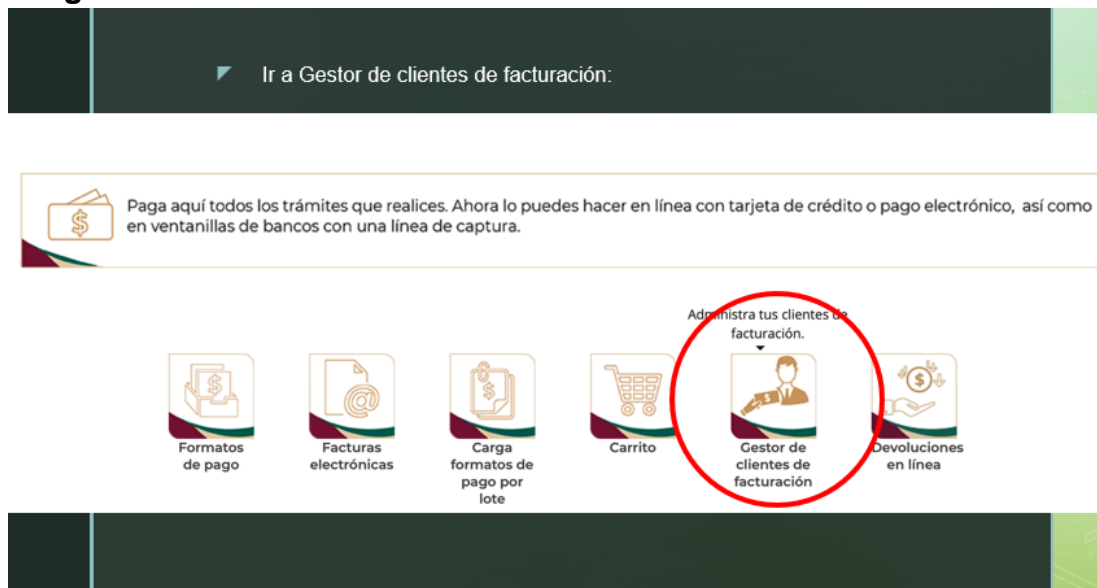 Ir a Gestor de clientes de facturación:
Paga aquí todos los trámites que realices. Ahora lo puedes hacer en línea con tarjeta de crédito o pago electrónico, así como
en ventanillas de bancos con una línea de captura.
Administra tus clientes de
facturación.
Formatos
de pago
Facturas
electrónicas
Carga
formatos de
pago por
lote
Carrito
Gestor de
clientes de
facturación
Devoluciones
en línea